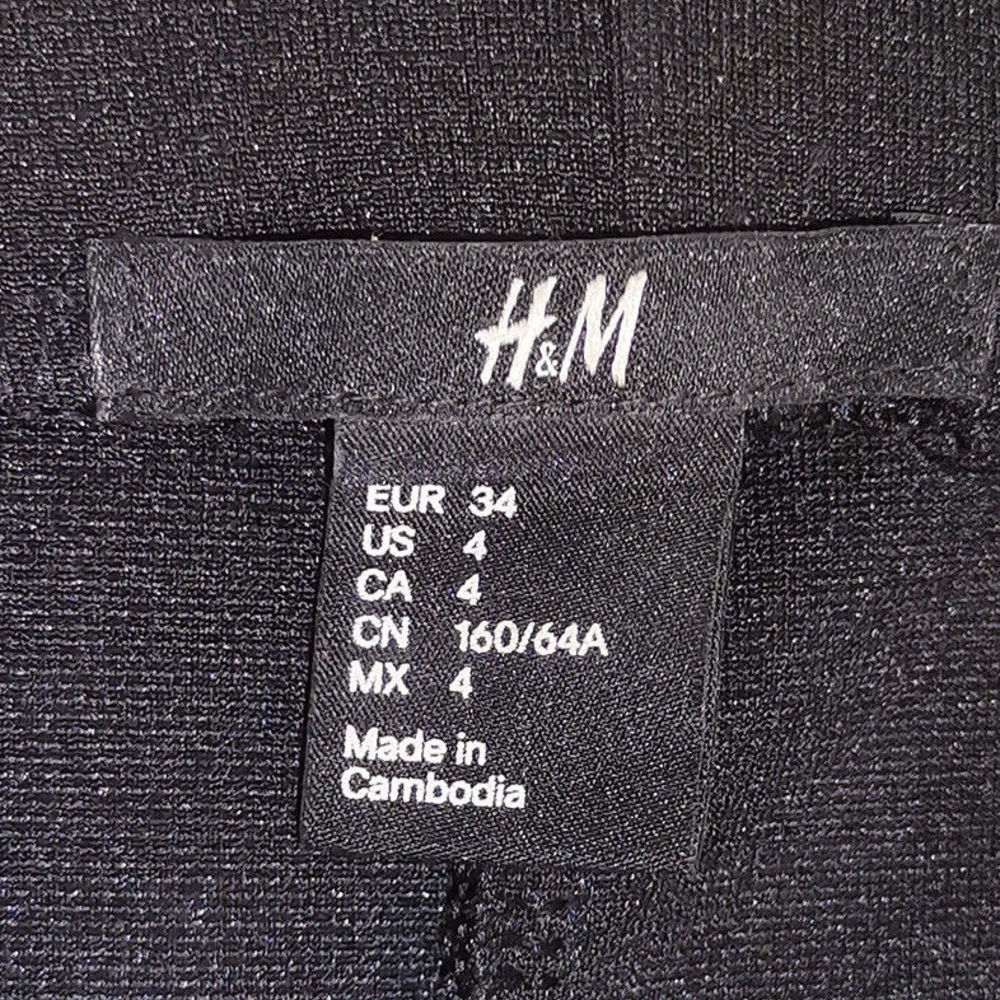 H&M
EUR 34
US 4
CA 4
CN 160/64A
MX 4
Made in
Cambodia